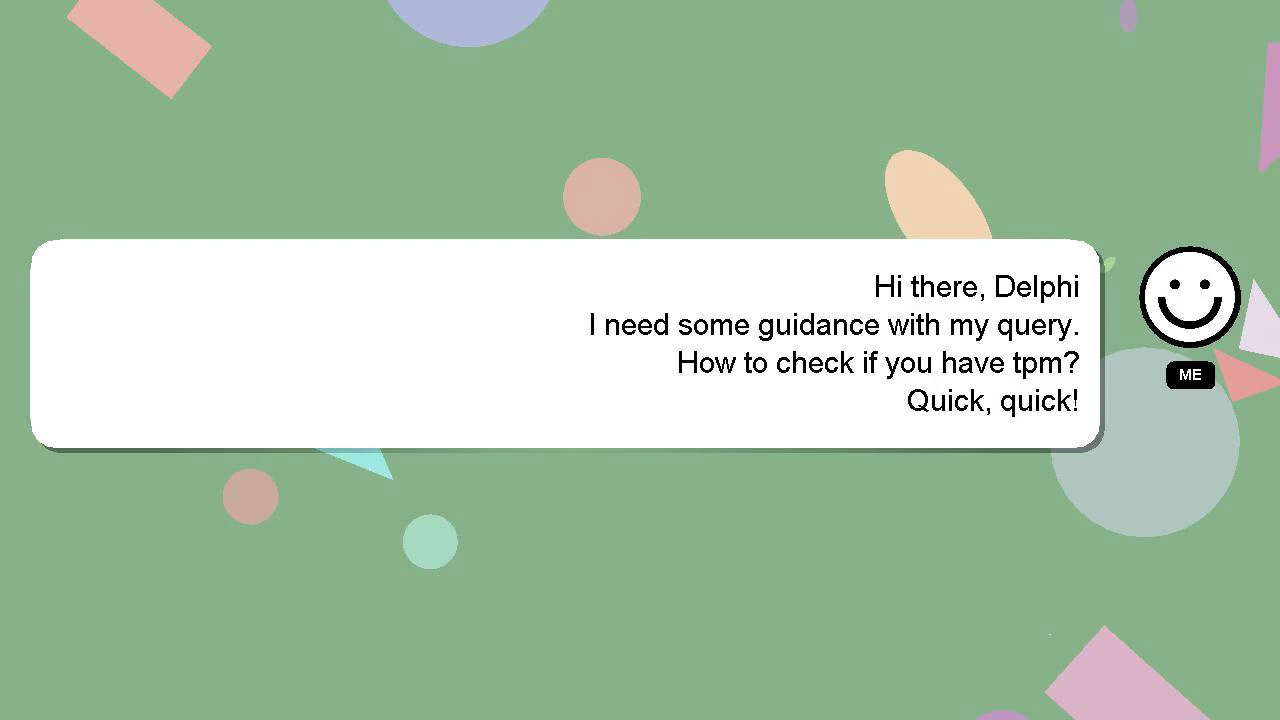 Hi there, Delphi
I need some guidance with my query.
How to check if you have tpm?
Quick, quick!
ME